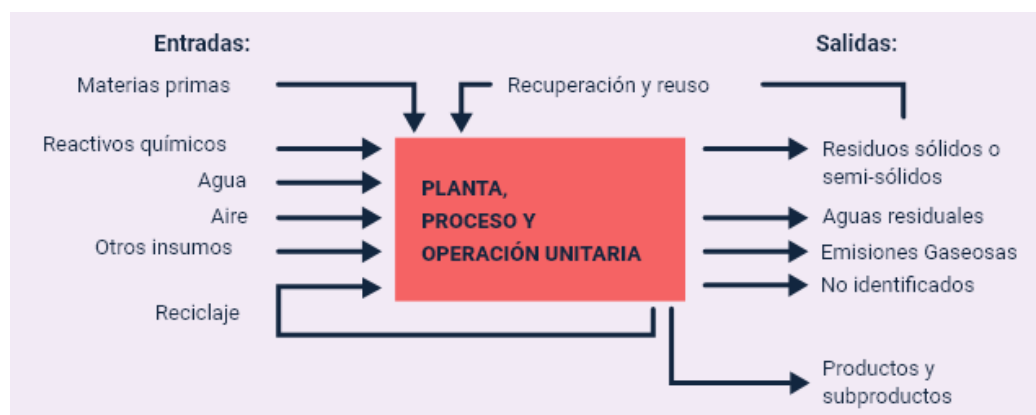 Entradas:
Salidas:
Materias primas
Recuperación y reuso
Reactivos químicos
Agua
Aire
Otros insumos
Reciclaje
PLANTA,
PROCESO Y
OPERACIÓN UNITARIA
Residuos sólidos o
semi-sólidos
Aguas residuales
Emisiones Gaseosas
No identificados
Productos y
subproductos